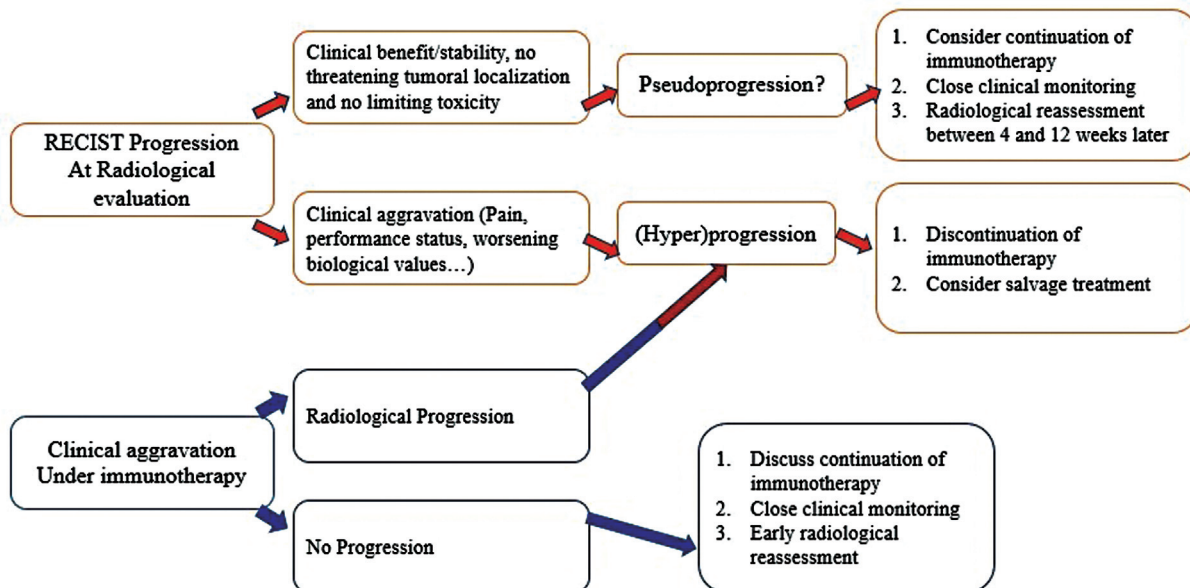 RECIST Progression
At Radiological
evaluation
Clinical benefit/stability, no
threatening tumoral localization
and no limiting toxicity
Pseudoprogression?
1. Consider continuation of
immunotherapy
2. Close clinical monitoring
3. Radiological reassessment
between 4 and 12 weeks later
Clinical aggravation (Pain,
performance status, worsening
biological values…)
(Hyper)progression
1. Discontinuation of
immunotherapy
2. Consider salvage treatment
Clinical aggravation
Under immunotherapy
Radiological Progression
No Progression
1. Discuss continuation of
immunotherapy
2. Close clinical monitoring
3. Early radiological
reassessment